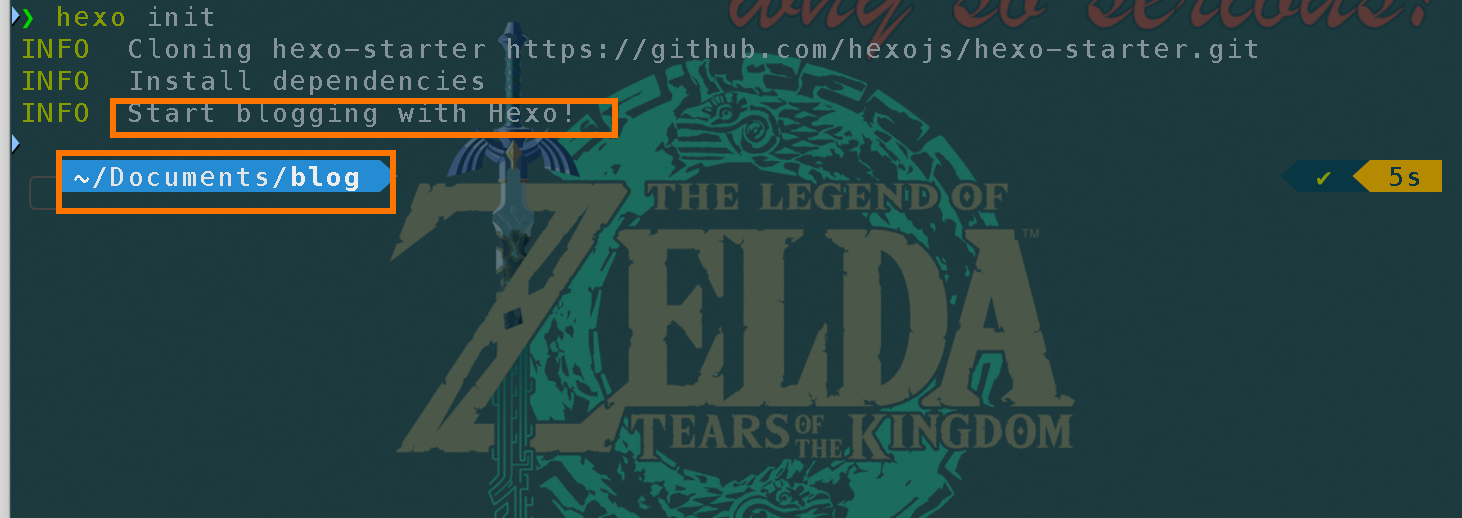 why so serious?
❯ hexo init
INFO  Cloning hexo-starter https://github.com/hexojs/hexo-starter.git
INFO  Install dependencies
INFO  Start blogging with Hexo!
~/Documents/blog ✔ 5s
THE LEGEND OF
ZELDA™
TEARS OF THE KINGDOM